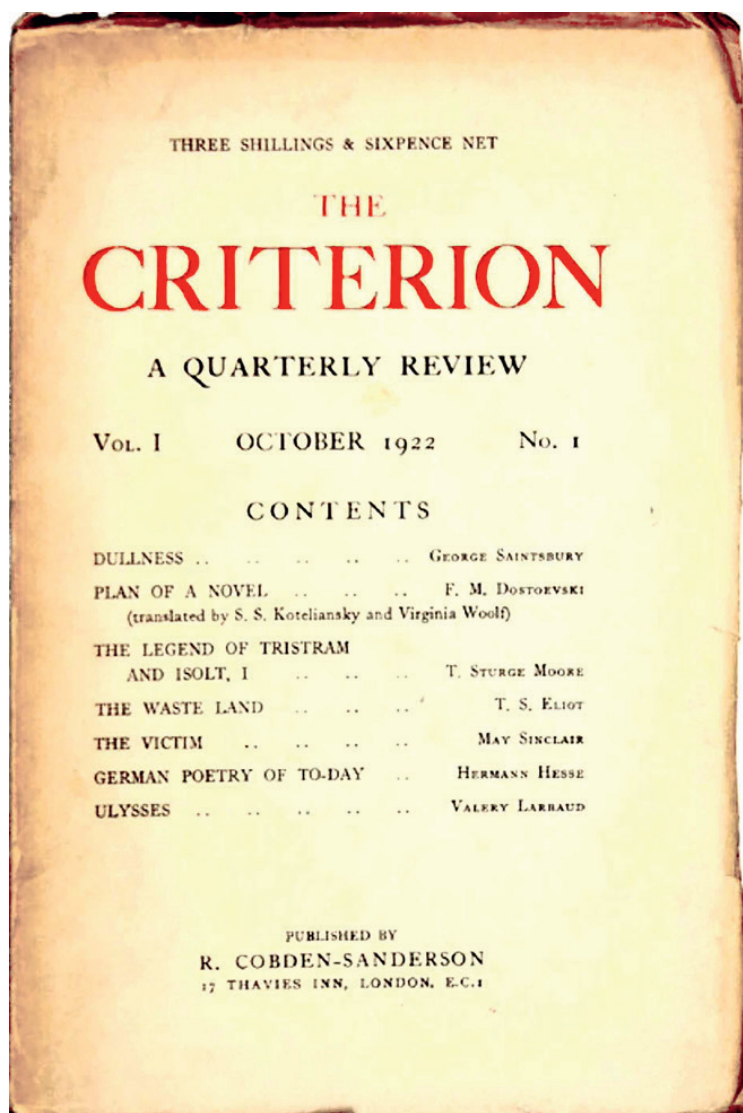 THREE SHILLINGS & SIXPENCE NET
THE
CRITERION
A QUARTERLY REVIEW
VOL. I OCTOBER 1922 NO. 1
CONTENTS
DULLNESS .. .. .. .. .. GEORGE SAINTSBURY
PLAN OF A NOVEL .. .. .. F. M. DOSTOEVSKI
(translated by S. S. Koteliansky and Virginia Woolf)
THE LEGEND OF TRISTRAM
AND ISOLT, I .. .. .. T. STURGE MOORE
THE WASTE LAND .. .. .. T. S. ELIOT
THE VICTIM .. .. .. .. MAY SINCLAIR
GERMAN POETRY OF TO-DAY .. HERMANN HESSE
ULYSSES .. .. .. .. .. VALERY LARBAUD
PUBLISHED BY
R. COBDEN-SANDERSON
17 THAVIES INN, LONDON, E.C.1